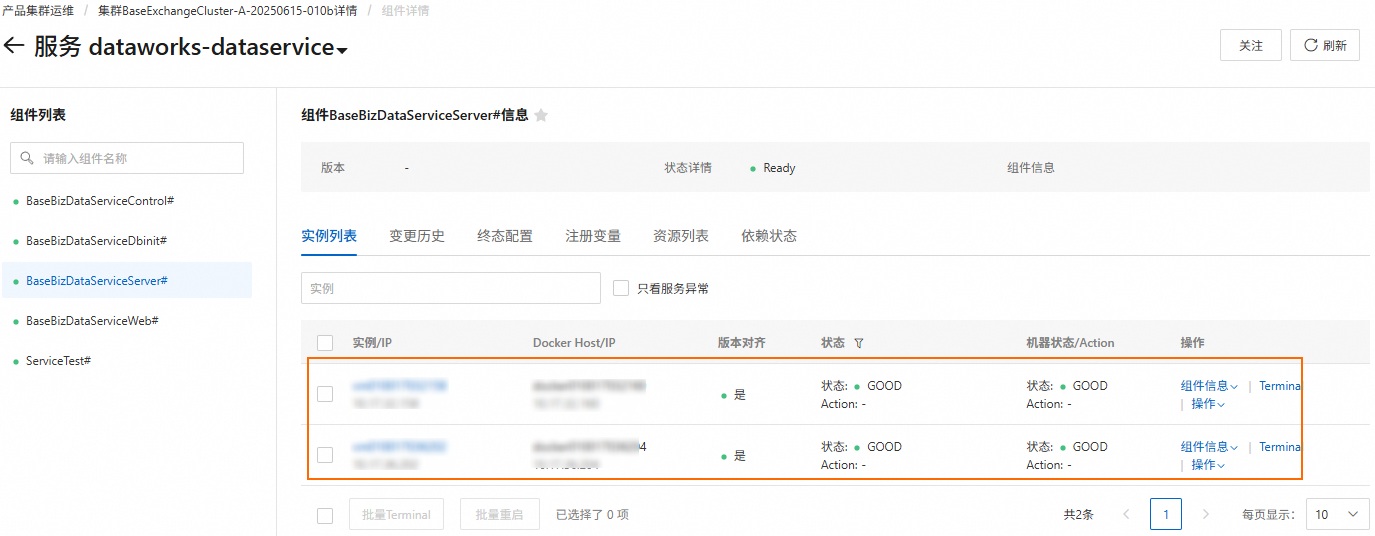 产品集群运维 / 集群BaseExchangeCluster-A-20250615-010b详情 / 组件详情
服务 dataworks-dataservice
关注 刷新
组件列表
请输入组件名称
BaseBizDataServiceControl#
BaseBizDataServiceDbinit#
BaseBizDataServiceServer#
BaseBizDataServiceWeb#
ServiceTest#
组件BaseBizDataServiceServer#信息
版本 - 状态详情 Ready 组件信息
实例列表 变更历史 终态配置 注册变量 资源列表 依赖状态
实例 只看服务异常
实例/IP Docker Host/IP 版本对齐 状态 机器状态/Action 操作
是 状态: GOOD 状态: GOOD 组件信息 | Termina
Action: - Action: - | 操作
是 状态: GOOD 状态: GOOD 组件信息 | Termina
Action: - Action: - | 操作
批量Terminal 批量重启 已选择了 0 项 共2条 1 每页显示: 10